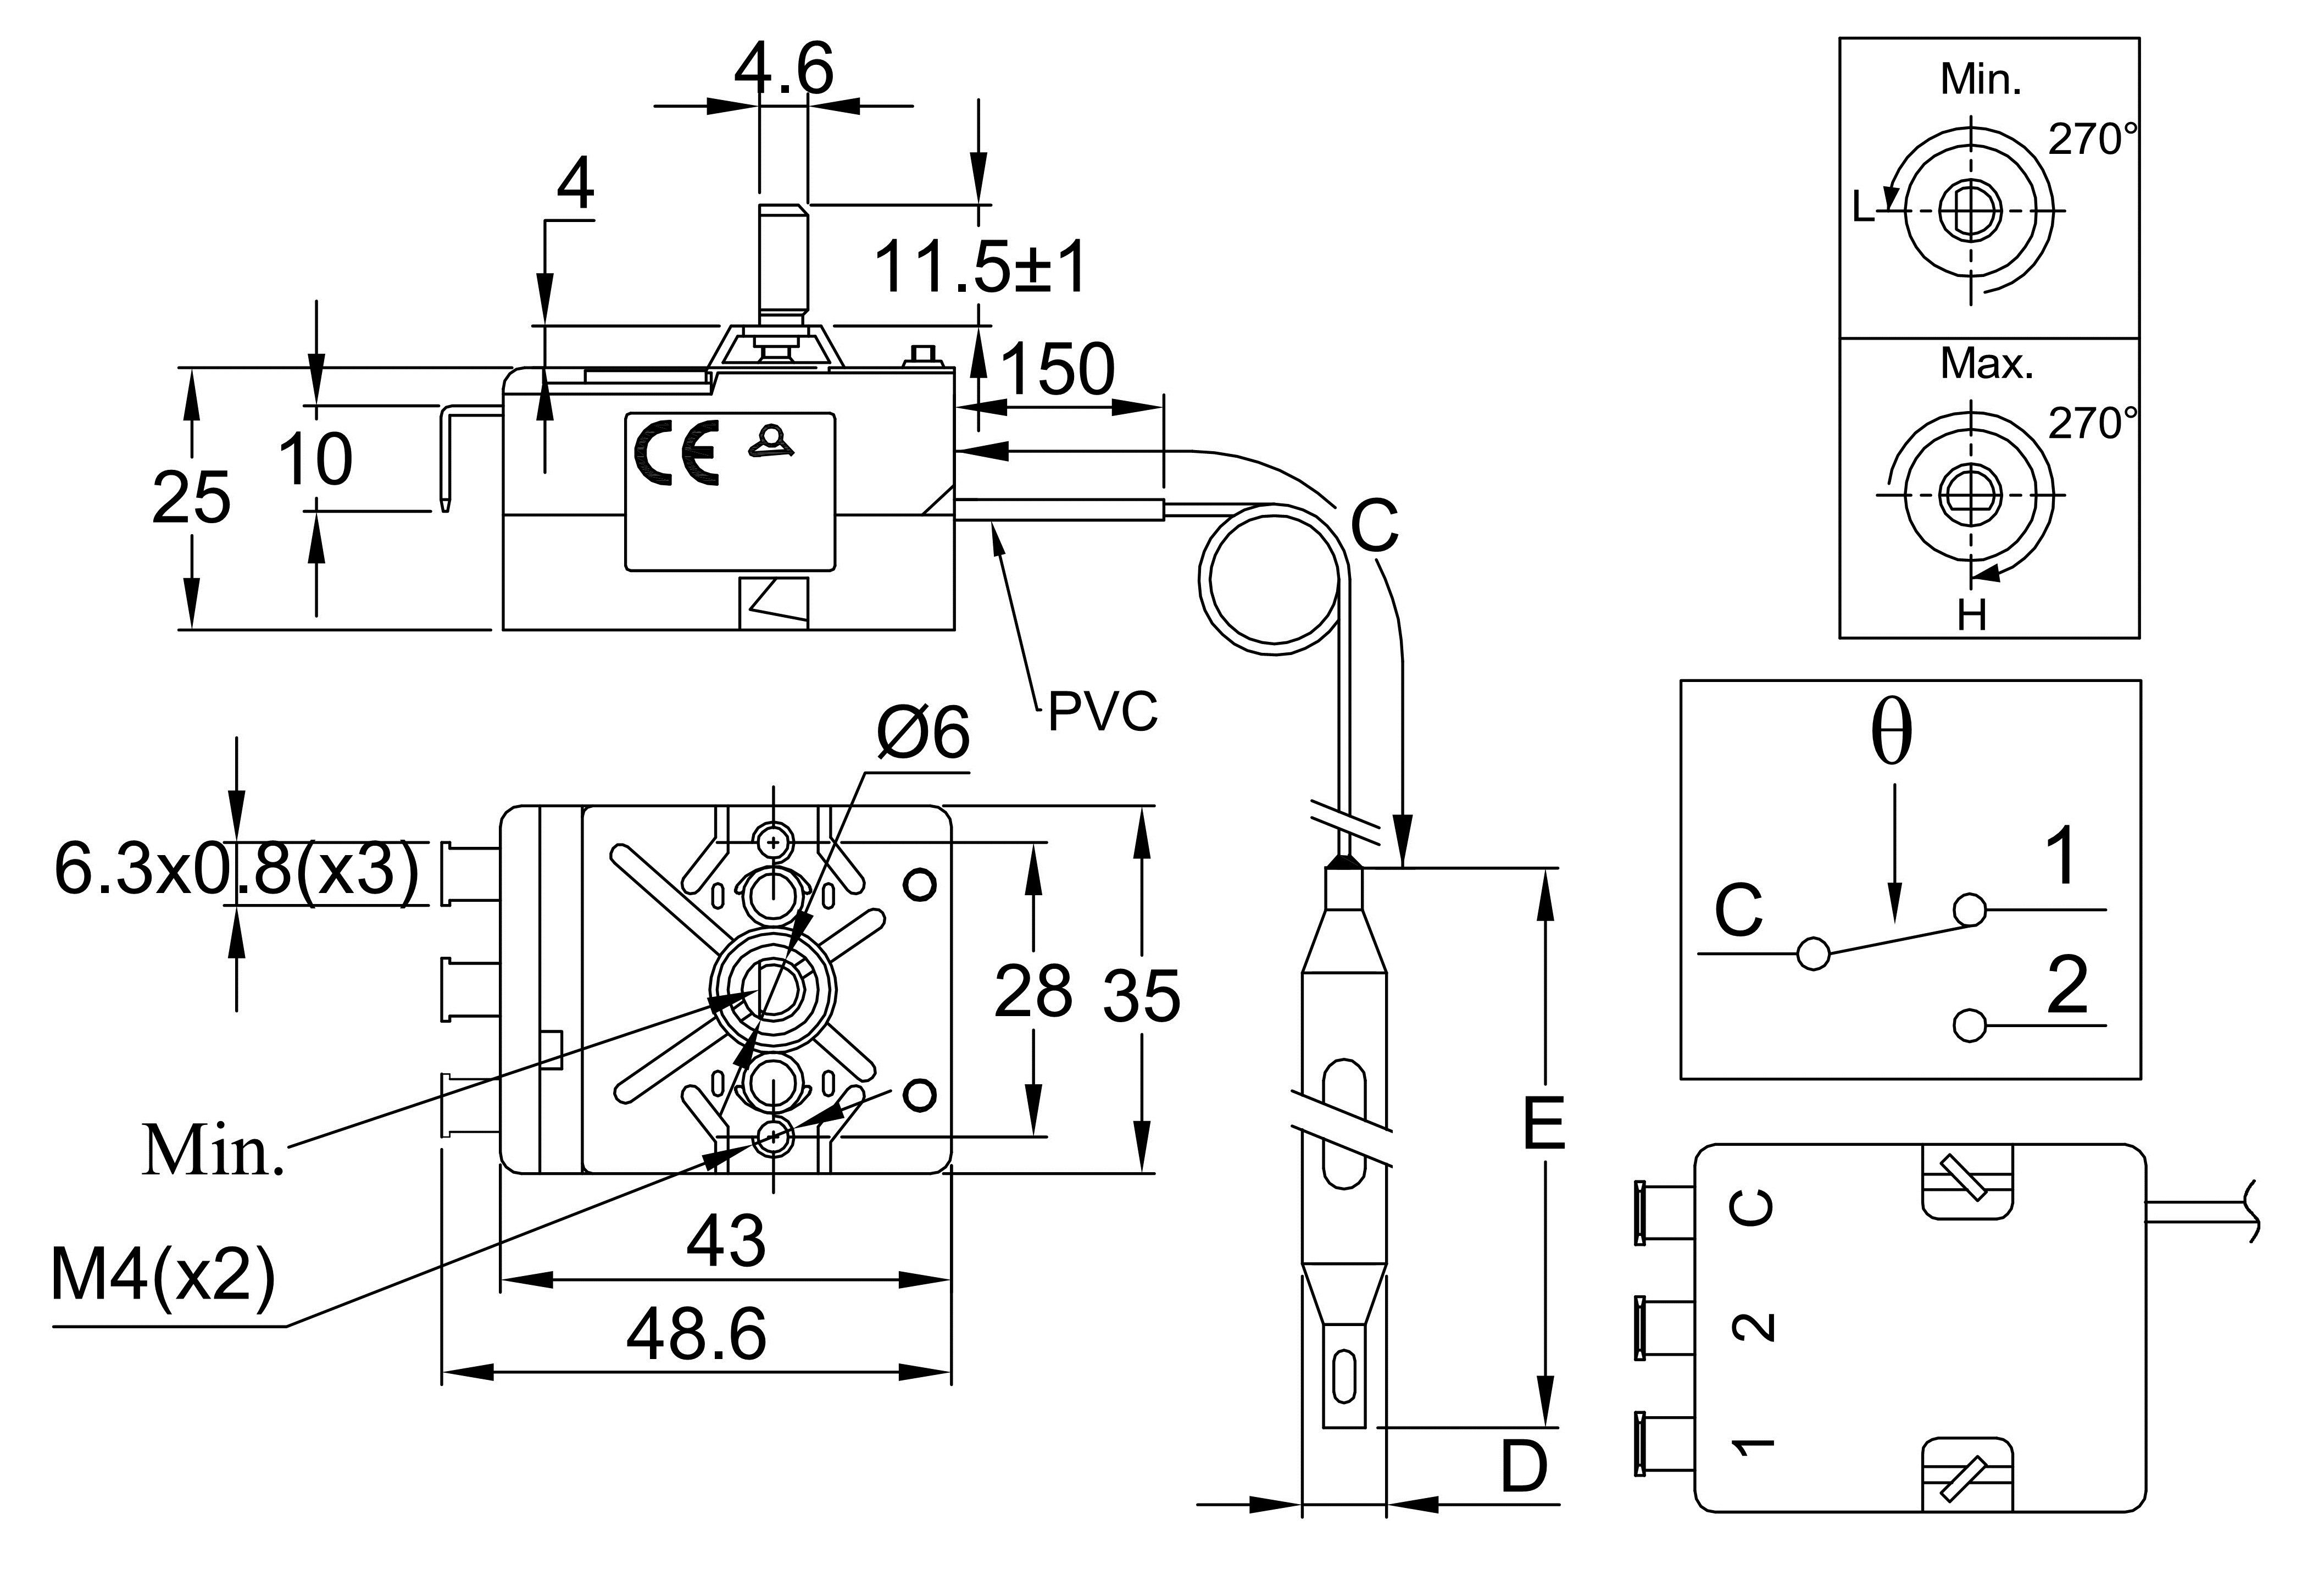 4.6
4
11.5±1
150
10
25
C
PVC
Ø6
6.3x0.8(x3)
28
35
Min.
M4(x2)
43
48.6
E
D
Min.
270°
L
Max.
270°
H
θ
C
1
2
C
2
1
CE